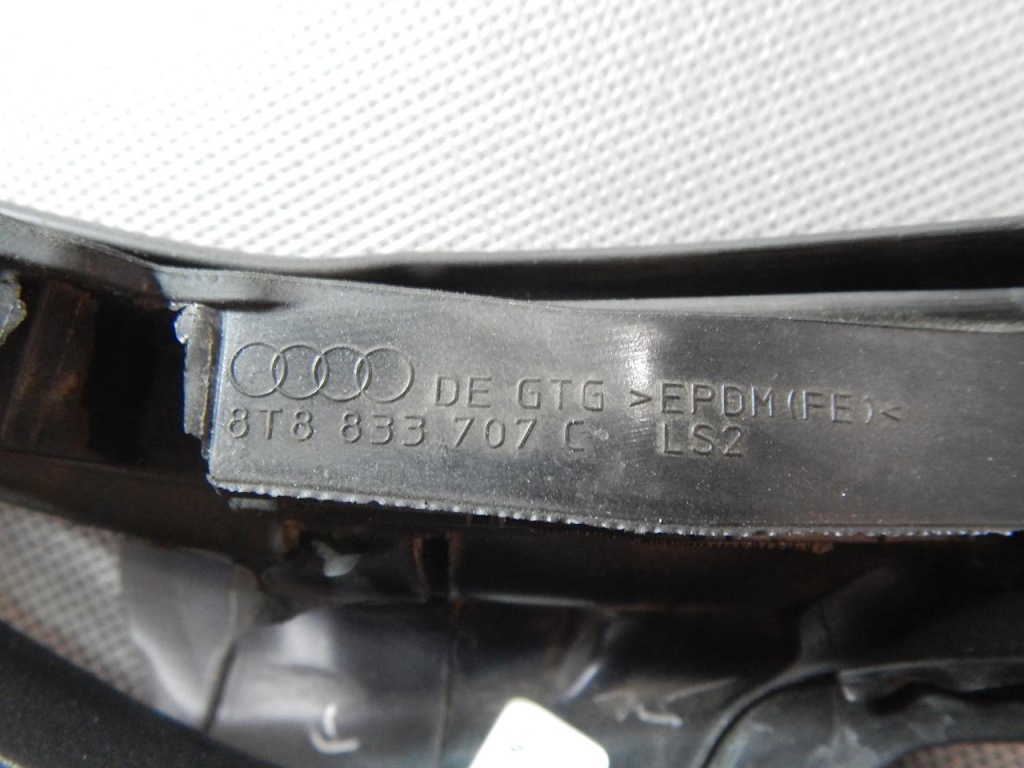 DE GTG >EPDM(FE)<
8T8 833 707 C LS2